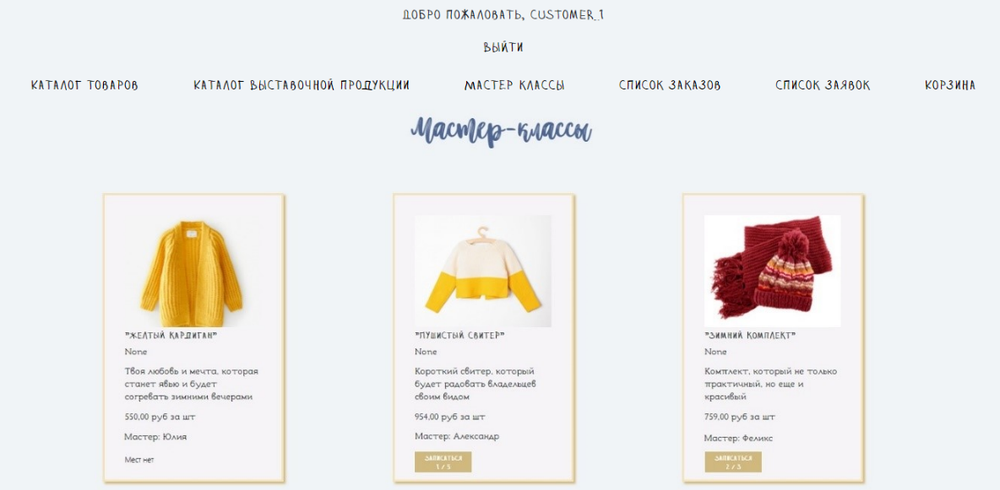 ДОБРО ПОЖАЛОВАТЬ, CUSTOMER_1
ВЫЙТИ
КАТАЛОГ ТОВАРОВ КАТАЛОГ ВЫСТАВОЧНОЙ ПРОДУКЦИИ МАСТЕР КЛАССЫ СПИСОК ЗАКАЗОВ СПИСОК ЗАЯВОК КОРЗИНА
Мастер-классы
"ЖЕЛТЫЙ КАРДИГАН"
None
Твоя любовь и мечта, которая
станет явью и будет
согревать зимними вечерами
550,00 руб за шт
Мастер: Юлия
Мест нет
"ПУШИСТЫЙ СВИТЕР"
None
Короткий свитер, который
будет радовать владельцев
своим видом
954,00 руб за шт
Мастер: Александр
ЗАПИСАТЬСЯ
1 / 5
"ЗИМНИЙ КОМПЛЕКТ"
None
Комплект, который не только
практичный, но еще и
красивый
759,00 руб за шт
Мастер: Феликс
ЗАПИСАТЬСЯ
2 / 3